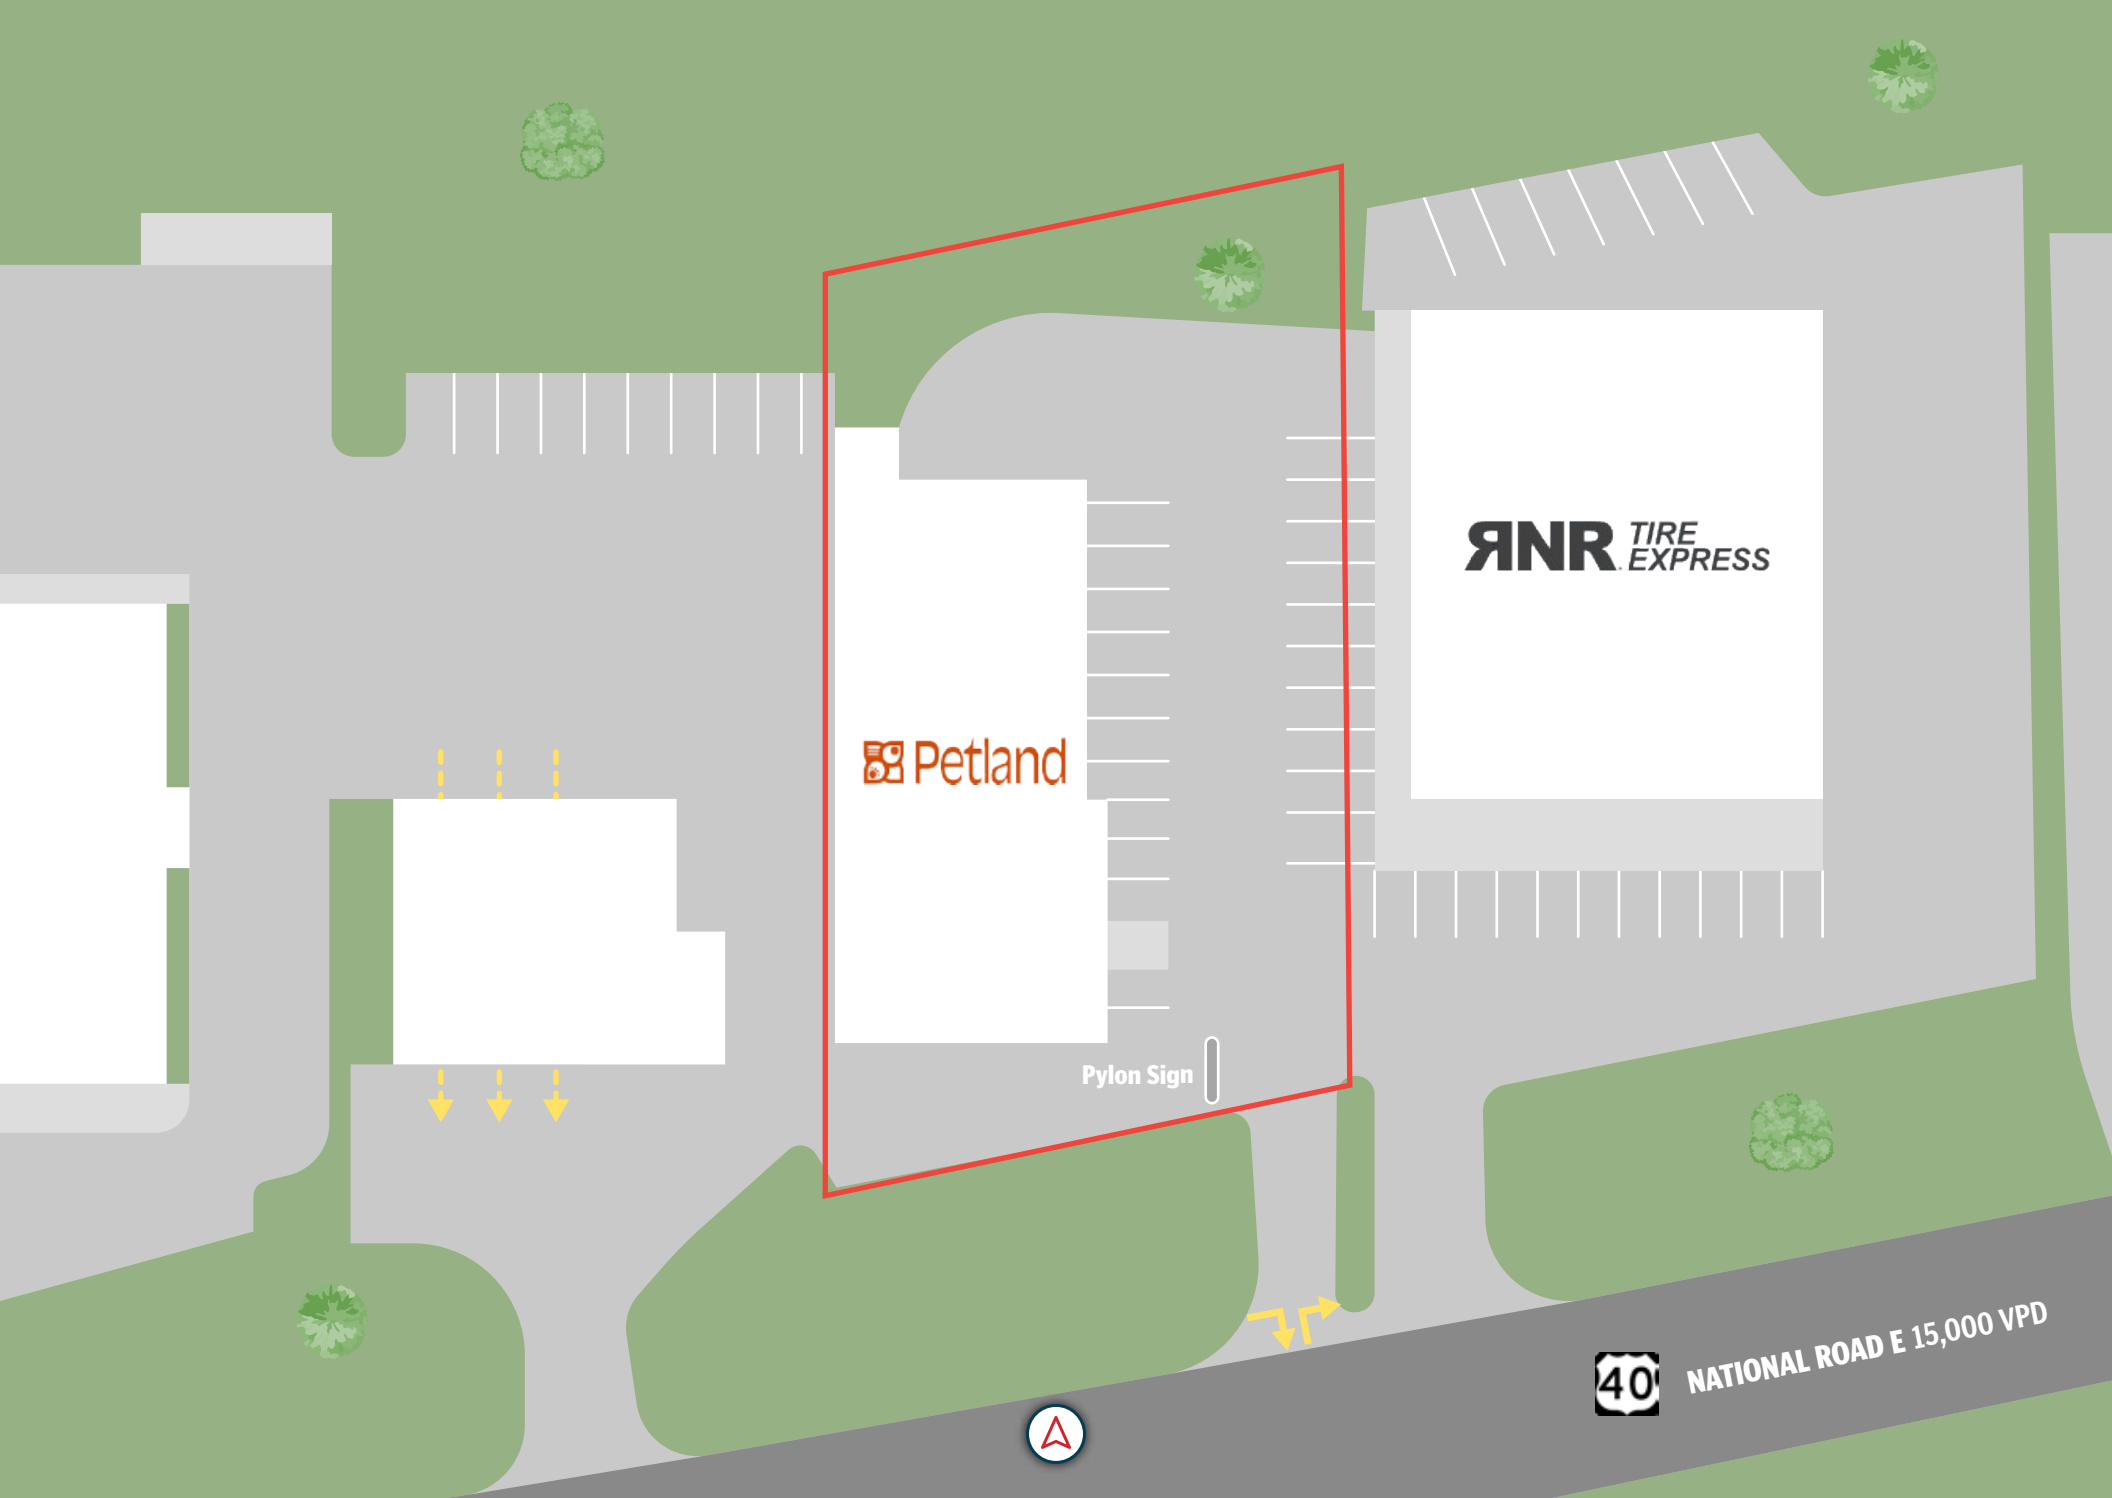 RNR TIRE
EXPRESS
Petland
Pylon Sign
40 NATIONAL ROAD E 15,000 VPD